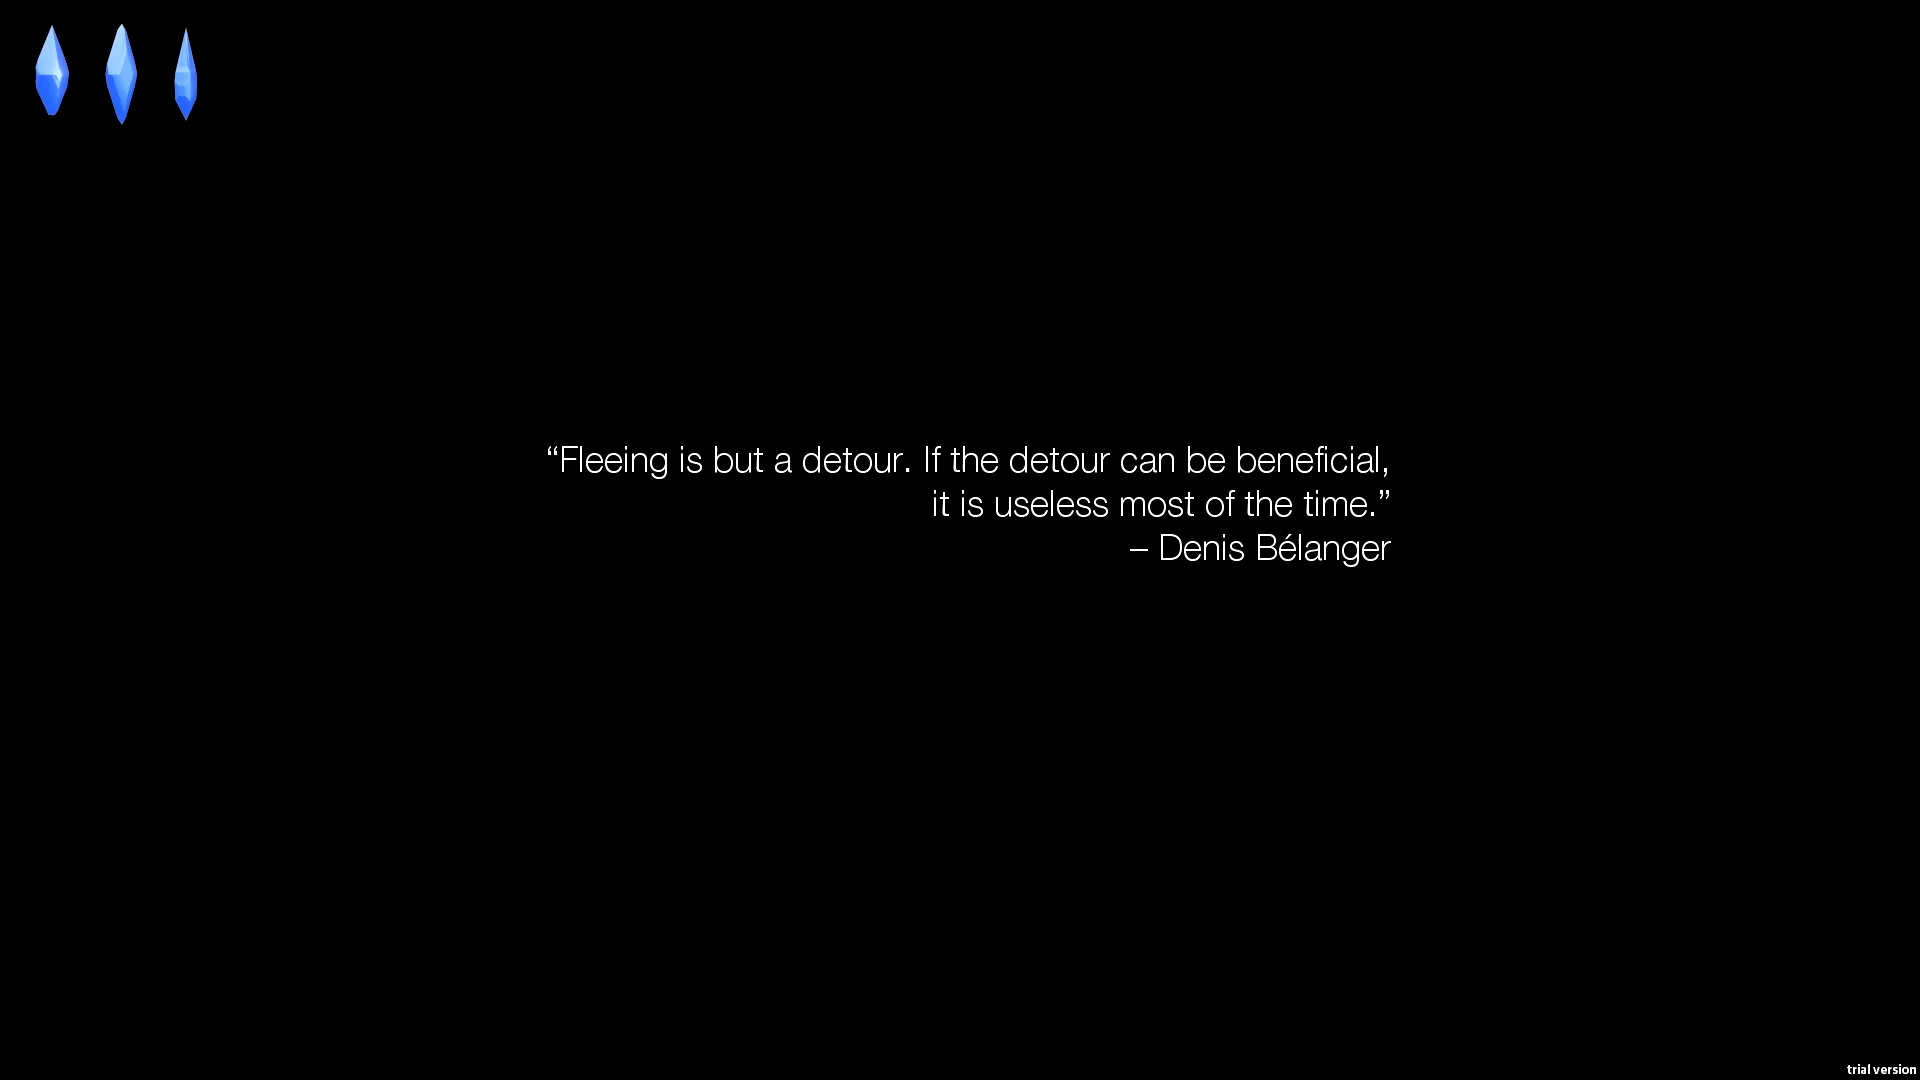 “Fleeing is but a detour. If the detour can be beneficial,
it is useless most of the time.”
– Denis Bélanger
trial version